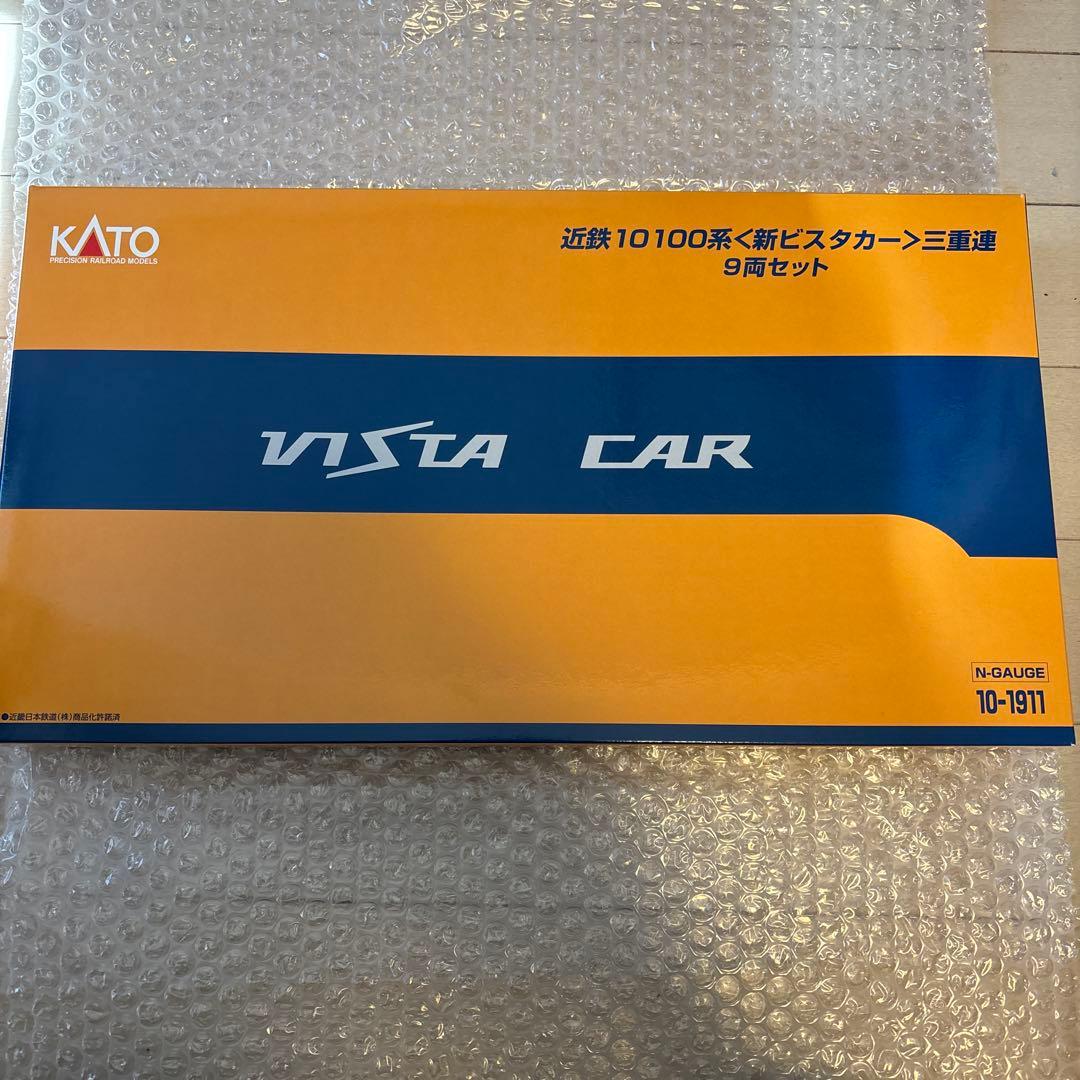 KATO
PRECISION RAILROAD MODELS
近鉄10100系<新ビスタカー>三重連
9両セット
VISTA CAR
N-GAUGE
10-1911
●近畿日本鉄道(株)商品化許諾済